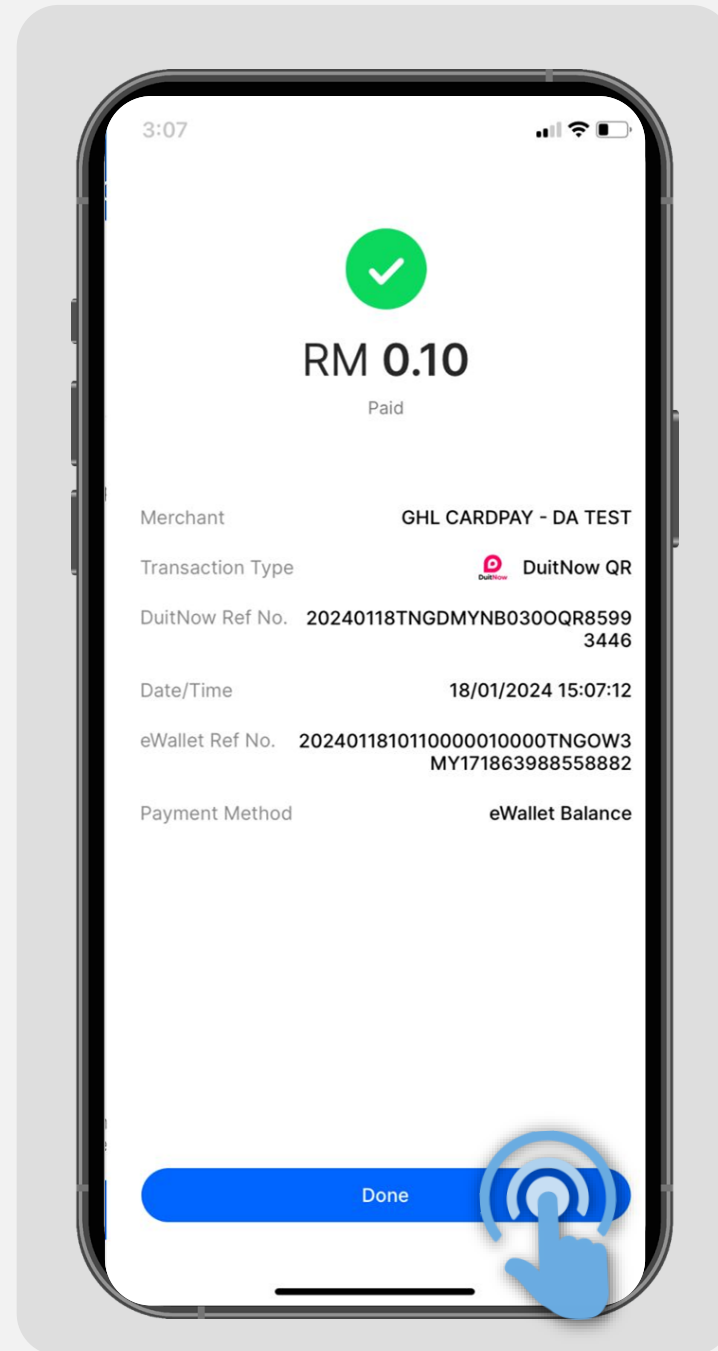 3:07
RM 0.10
Paid
Merchant GHL CARDPAY - DA TEST
Transaction Type DuitNow DuitNow QR
DuitNow Ref No. 20240118TNGDMYNB030OQR8599
3446
Date/Time 18/01/2024 15:07:12
eWallet Ref No. 2024011810110000010000TNGOW3
MY171863988558882
Payment Method eWallet Balance
Done